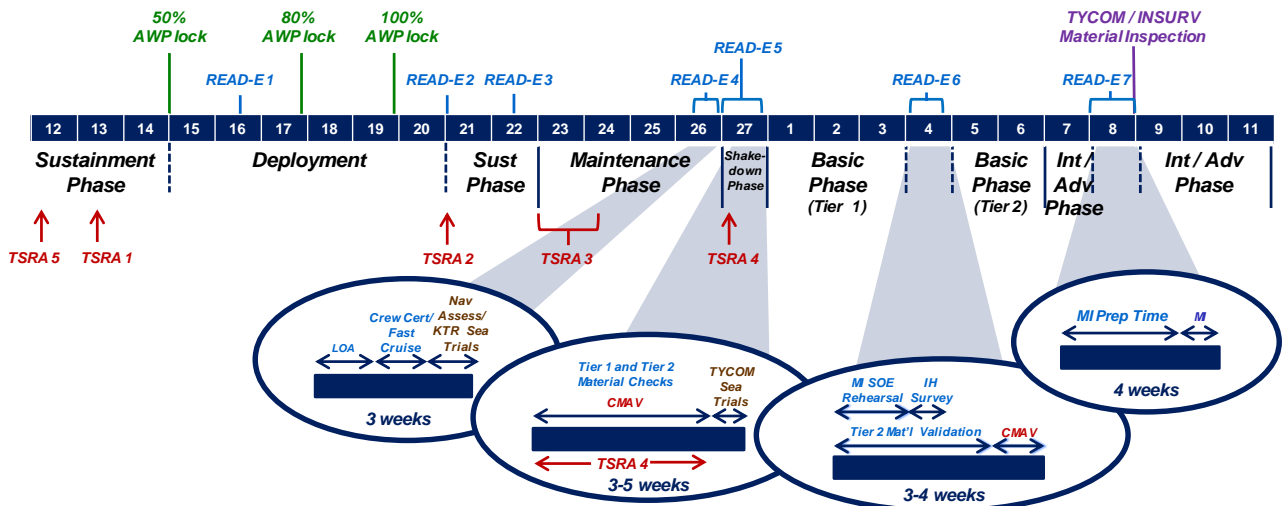 50%
AWP lock
80%
AWP lock
100%
AWP lock
TYCOM / INSURV
Material Inspection
READ-E 1
READ-E 2
READ-E 3
READ-E 4
READ-E 5
READ-E 6
READ-E 7
12 13 14 15 16 17 18 19 20 21 22 23 24 25 26 27 1 2 3 4 5 6 7 8 9 10 11
Sustainment
Phase
Deployment
Sust
Phase
Maintenance
Phase
Shake-
down
Phase
Basic
Phase
(Tier 1)
Basic
Phase
(Tier 2)
Int /
Adv
Phase
Int / Adv
Phase
TSRA 5
TSRA 1
TSRA 2
TSRA 3
TSRA 4
LOA
Crew Cert/
Fast
Cruise
Nav
Assess/
KTR Sea
Trials
3 weeks
Tier 1 and Tier 2
Material Checks
CMAV
TYCOM
Sea
Trials
TSRA 4
3-5 weeks
MI SOE
Rehearsal
IH
Survey
Tier 2 Mat'l Validation
CMAV
3-4 weeks
MI Prep Time
MI
4 weeks